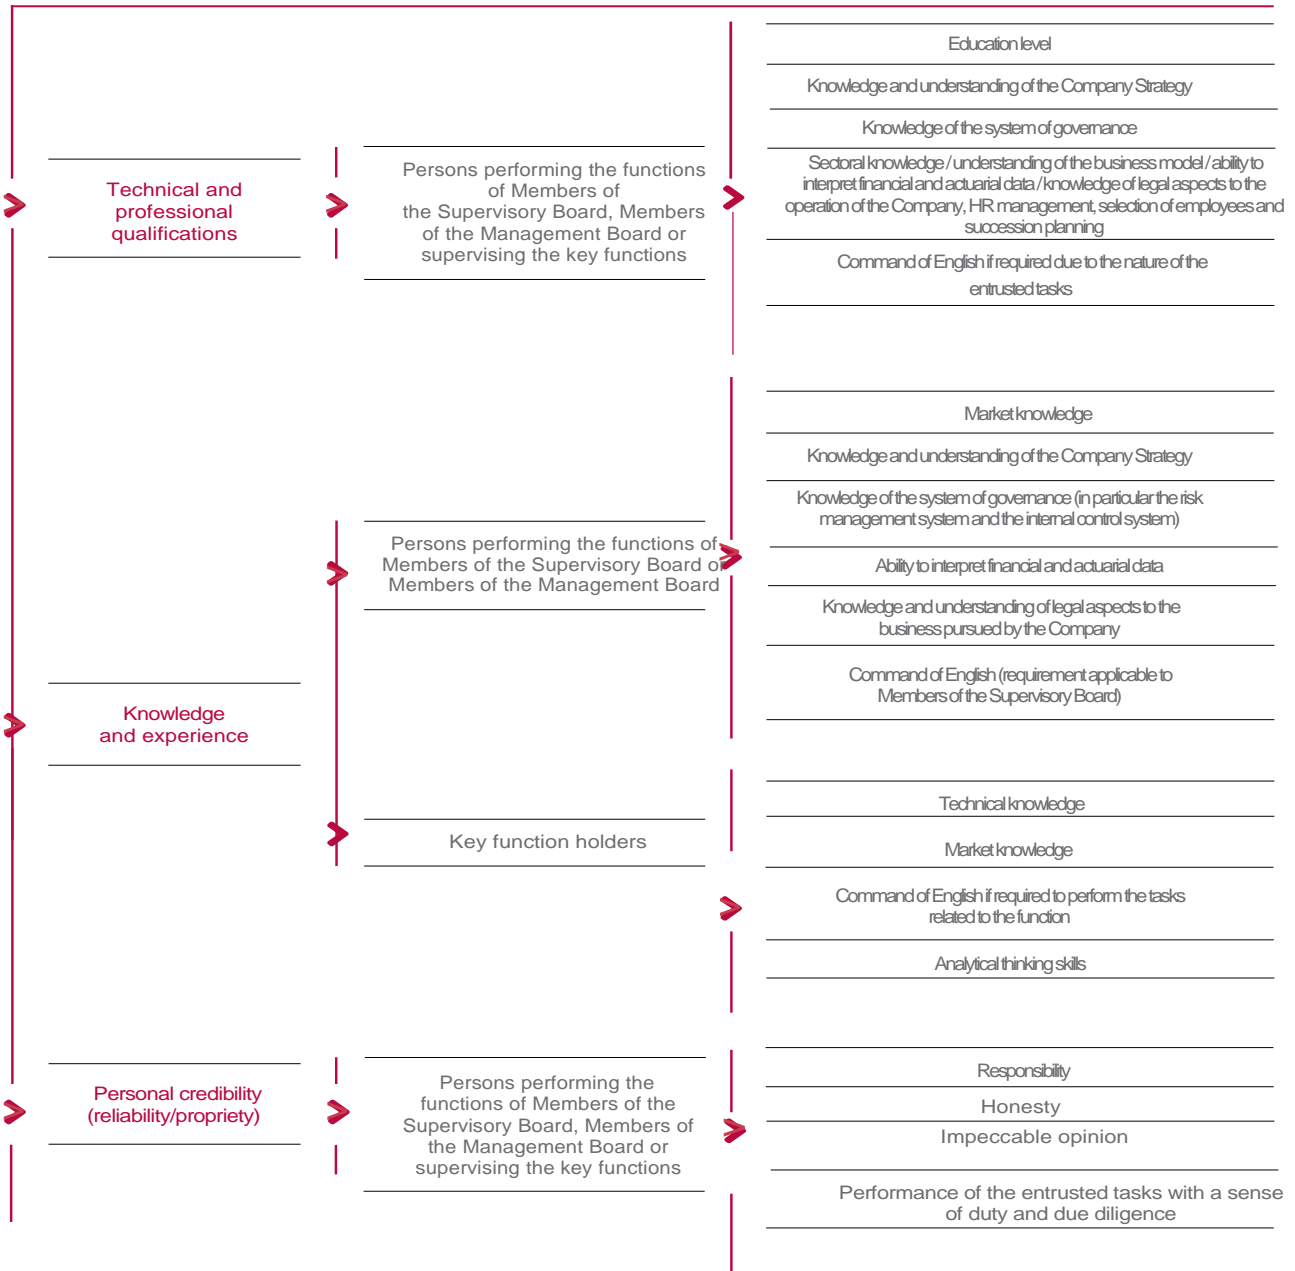 Education level
Knowledge and understanding of the Company Strategy
Knowledge of the system of governance
Technical and
professional
qualifications
Persons performing the functions
of Members of
the Supervisory Board, Members
of the Management Board or
supervising the key functions
Sectoral knowledge / understanding of the business model / ability to
interpret financial and actuarial data / knowledge of legal aspects to the
operation of the Company, HR management, selection of employees and
succession planning
Command of English if required due to the nature of the
entrusted tasks
Market knowledge
Knowledge and understanding of the Company Strategy
Knowledge of the system of governance (in particular the risk
management system and the internal control system)
Persons performing the functions of
Members of the Supervisory Board or
Members of the Management Board
Ability to interpret financial and actuarial data
Knowledge and understanding of legal aspects to the
business pursued by the Company
Command of English (requirement applicable to
Members of the Supervisory Board)
Knowledge
and experience
Key function holders
Technical knowledge
Market knowledge
Command of English if required to perform the tasks
related to the function
Analytical thinking skills
Personal credibility
(reliability/propriety)
Persons performing the
functions of Members of the
Supervisory Board, Members of
the Management Board or
supervising the key functions
Responsibility
Honesty
Impeccable opinion
Performance of the entrusted tasks with a sense
of duty and due diligence